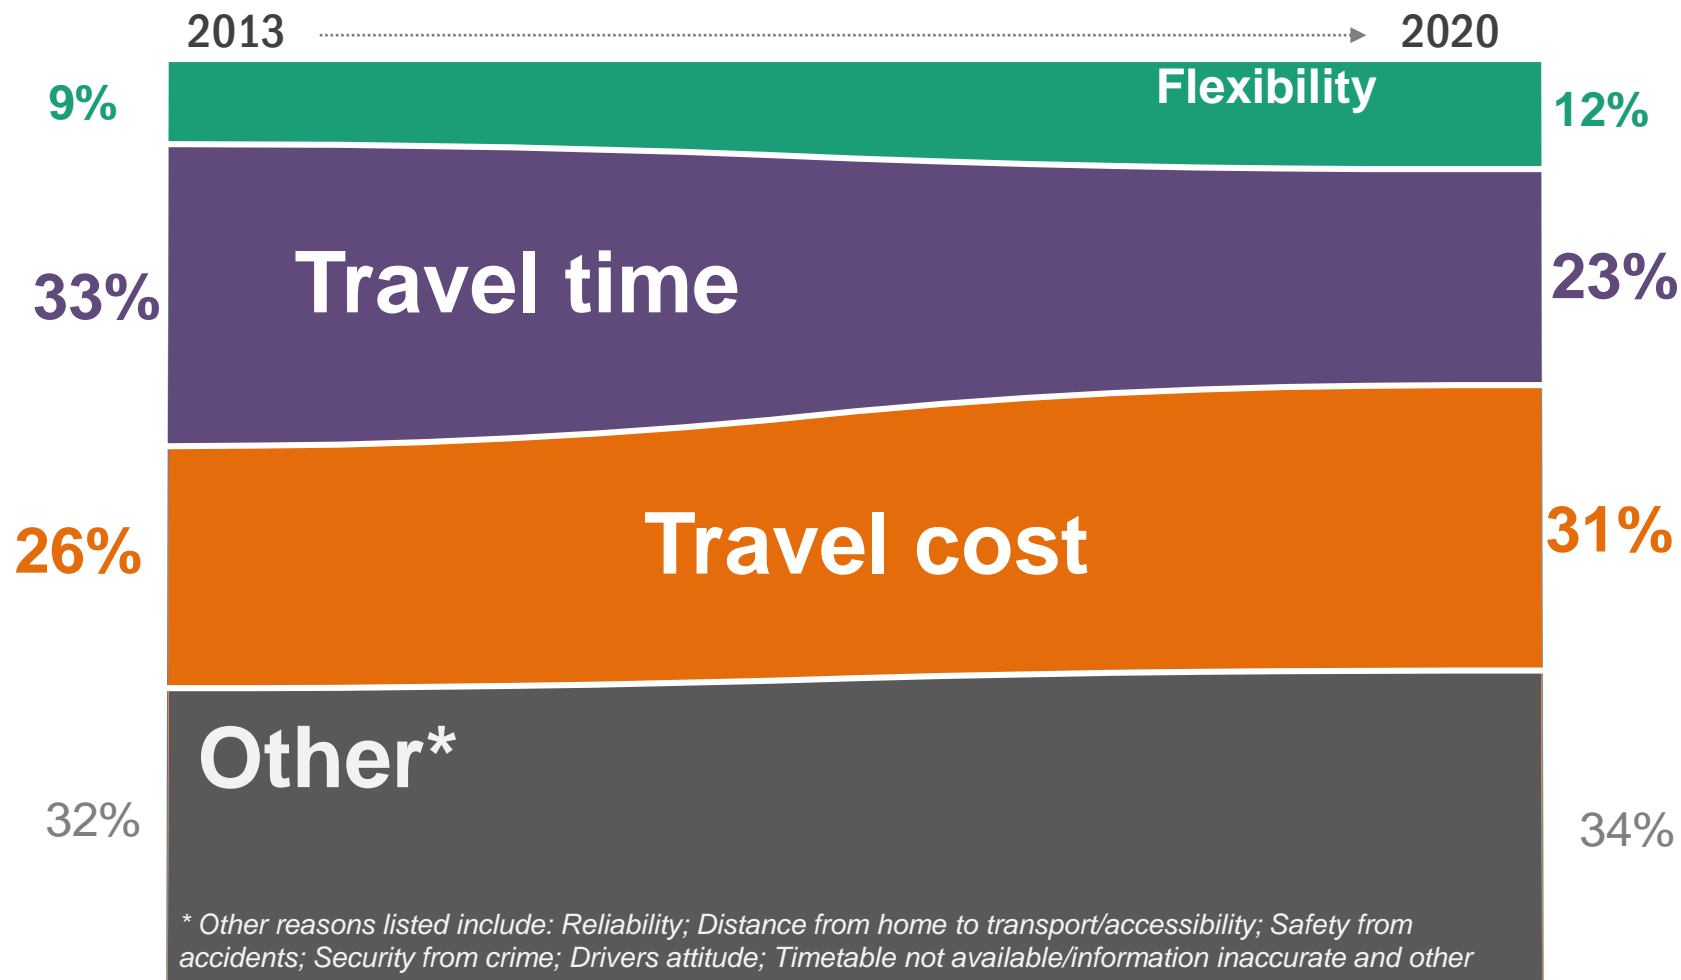 2013 2020
Flexibility
9% 12%
Travel time
33% 23%
Travel cost
26% 31%
Other*
32% 34%
* Other reasons listed include: Reliability; Distance from home to transport/accessibility; Safety from
accidents; Security from crime; Drivers attitude; Timetable not available/information inaccurate and other